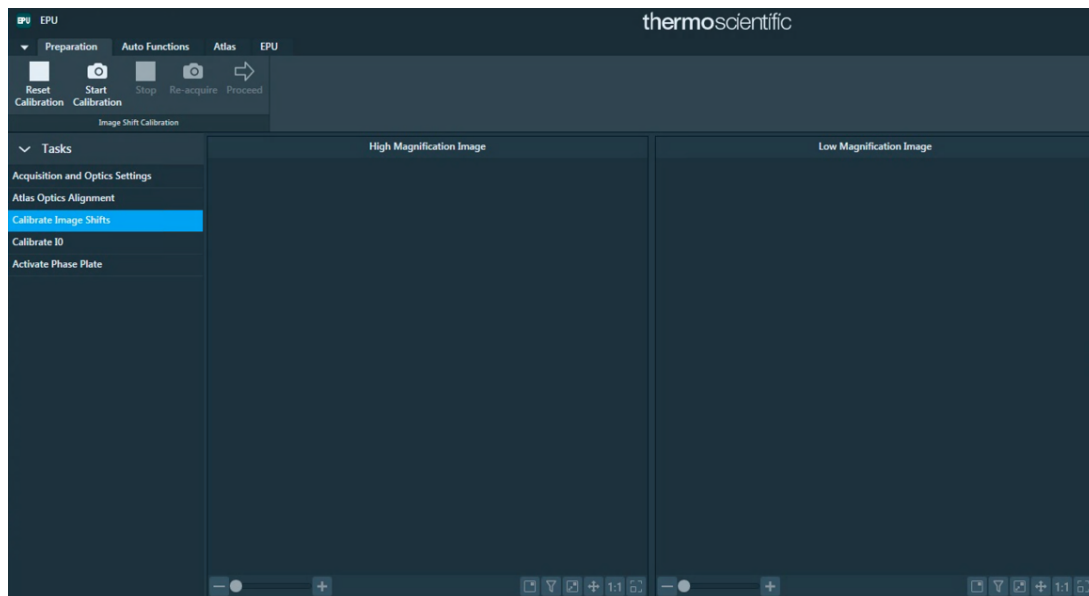 EPU EPU
thermoscientific
Preparation Auto Functions Atlas EPU
Reset Calibration Start Calibration Stop Re-acquire Proceed
Image Shift Calibration
Tasks
High Magnification Image Low Magnification Image
Acquisition and Optics Settings
Atlas Optics Alignment
Calibrate Image Shifts
Calibrate I0
Activate Phase Plate
1:1 1:1